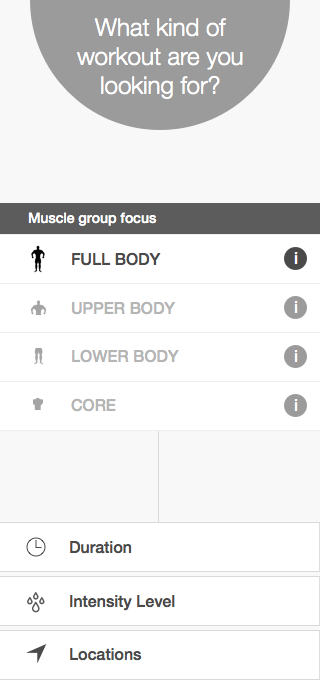 What kind of
workout are you
looking for?
Muscle group focus
FULL BODY i
UPPER BODY i
LOWER BODY i
CORE i
Duration
Intensity Level
Locations